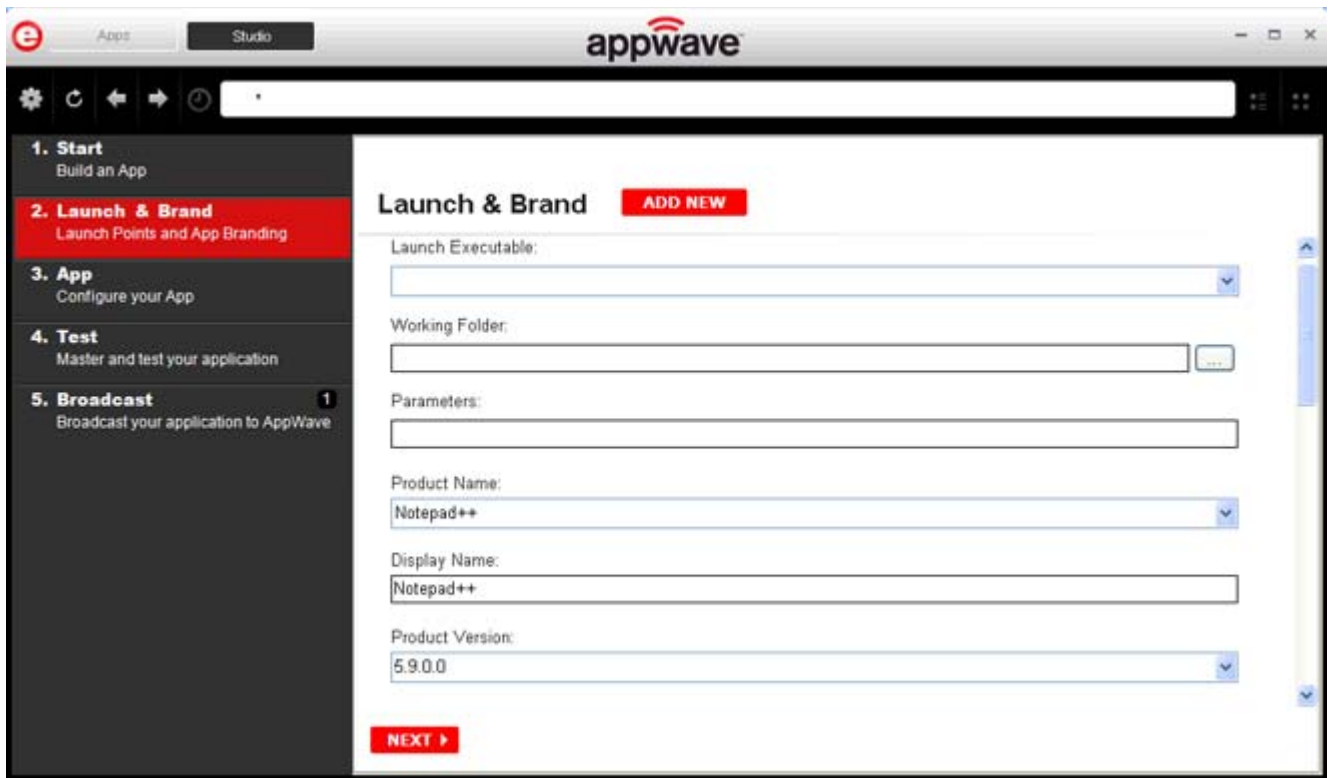 e
Apps
Studio
appwave
*
1. Start
Build an App
2. Launch & Brand
Launch Points and App Branding
3. App
Configure your App
4. Test
Master and test your application
5. Broadcast 1
Broadcast your application to AppWave
Launch & Brand
ADD NEW
Launch Executable:
Working Folder:
...
Parameters:
Product Name:
Notepad++
Display Name:
Notepad++
Product Version:
5.9.0.0
NEXT